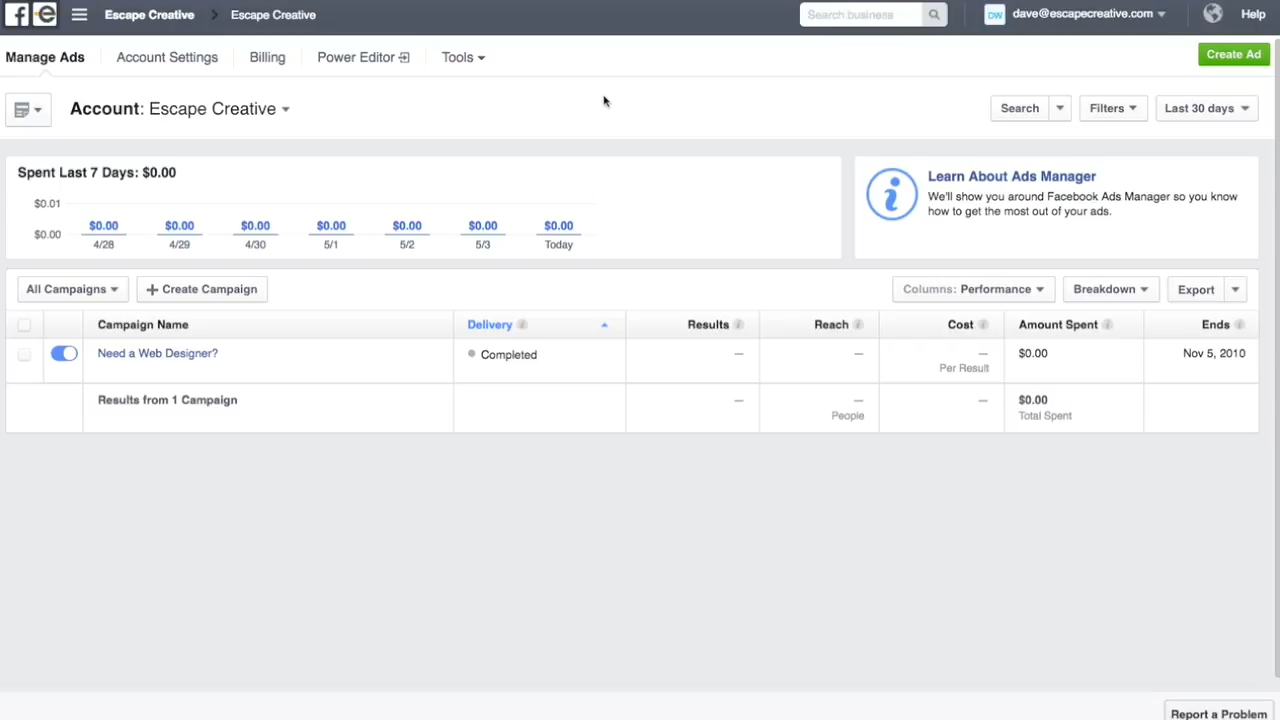 Escape Creative > Escape Creative Search business DW dave@escapecreative.com Help
Manage Ads Account Settings Billing Power Editor Tools Create Ad
Account: Escape Creative Search Filters Last 30 days
Spent Last 7 Days: $0.00
$0.01
$0.00
$0.00 $0.00 $0.00 $0.00 $0.00 $0.00 $0.00
4/28 4/29 4/30 5/1 5/2 5/3 Today
Learn About Ads Manager
We'll show you around Facebook Ads Manager so you know
how to get the most out of your ads.
All Campaigns + Create Campaign Columns: Performance Breakdown Export
Campaign Name Delivery Results Reach Cost Amount Spent Ends
Need a Web Designer? Completed — — — $0.00 Nov 5, 2010
Per Result
Results from 1 Campaign — — — $0.00
People Total Spent
Report a Problem